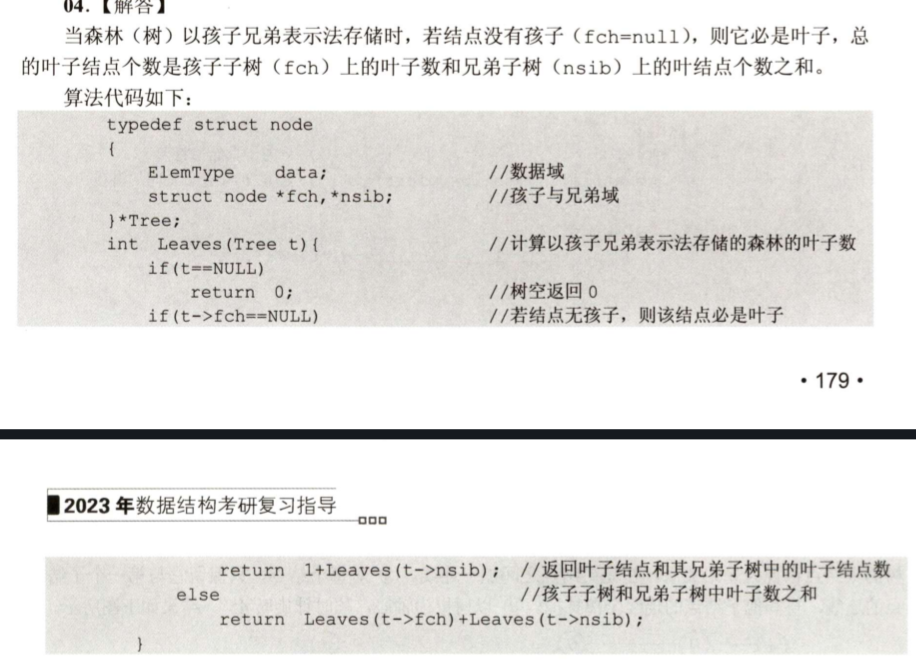 04.【解答】
当森林（树）以孩子兄弟表示法存储时，若结点没有孩子（fch=null），则它必是叶子，总
的叶子结点个数是孩子子树（fch）上的叶子数和兄弟子树（nsib）上的叶结点个数之和。
算法代码如下：
typedef struct node
{
ElemType data; //数据域
struct node *fch,*nsib; //孩子与兄弟域
}*Tree;
int Leaves(Tree t){ //计算以孩子兄弟表示法存储的森林的叶子数
if(t==NULL)
return 0; //树空返回0
if(t->fch==NULL) //若结点无孩子，则该结点必是叶子
·179·
2023年数据结构考研复习指导
return 1+Leaves(t->nsib); //返回叶子结点和其兄弟子树中的叶子结点数
else //孩子子树和兄弟子树中叶子数之和
return Leaves(t->fch)+Leaves(t->nsib);
}